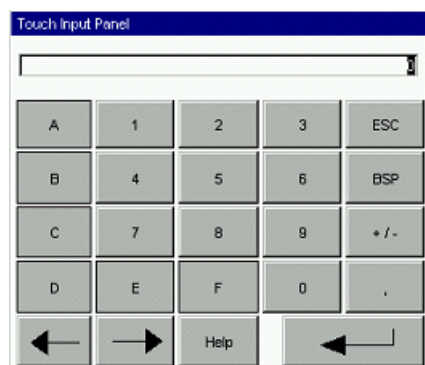 Touch Input Panel
0
A 1 2 3 ESC
B 4 5 6 BSP
C 7 8 9 + / -
D E F 0 ,
Help